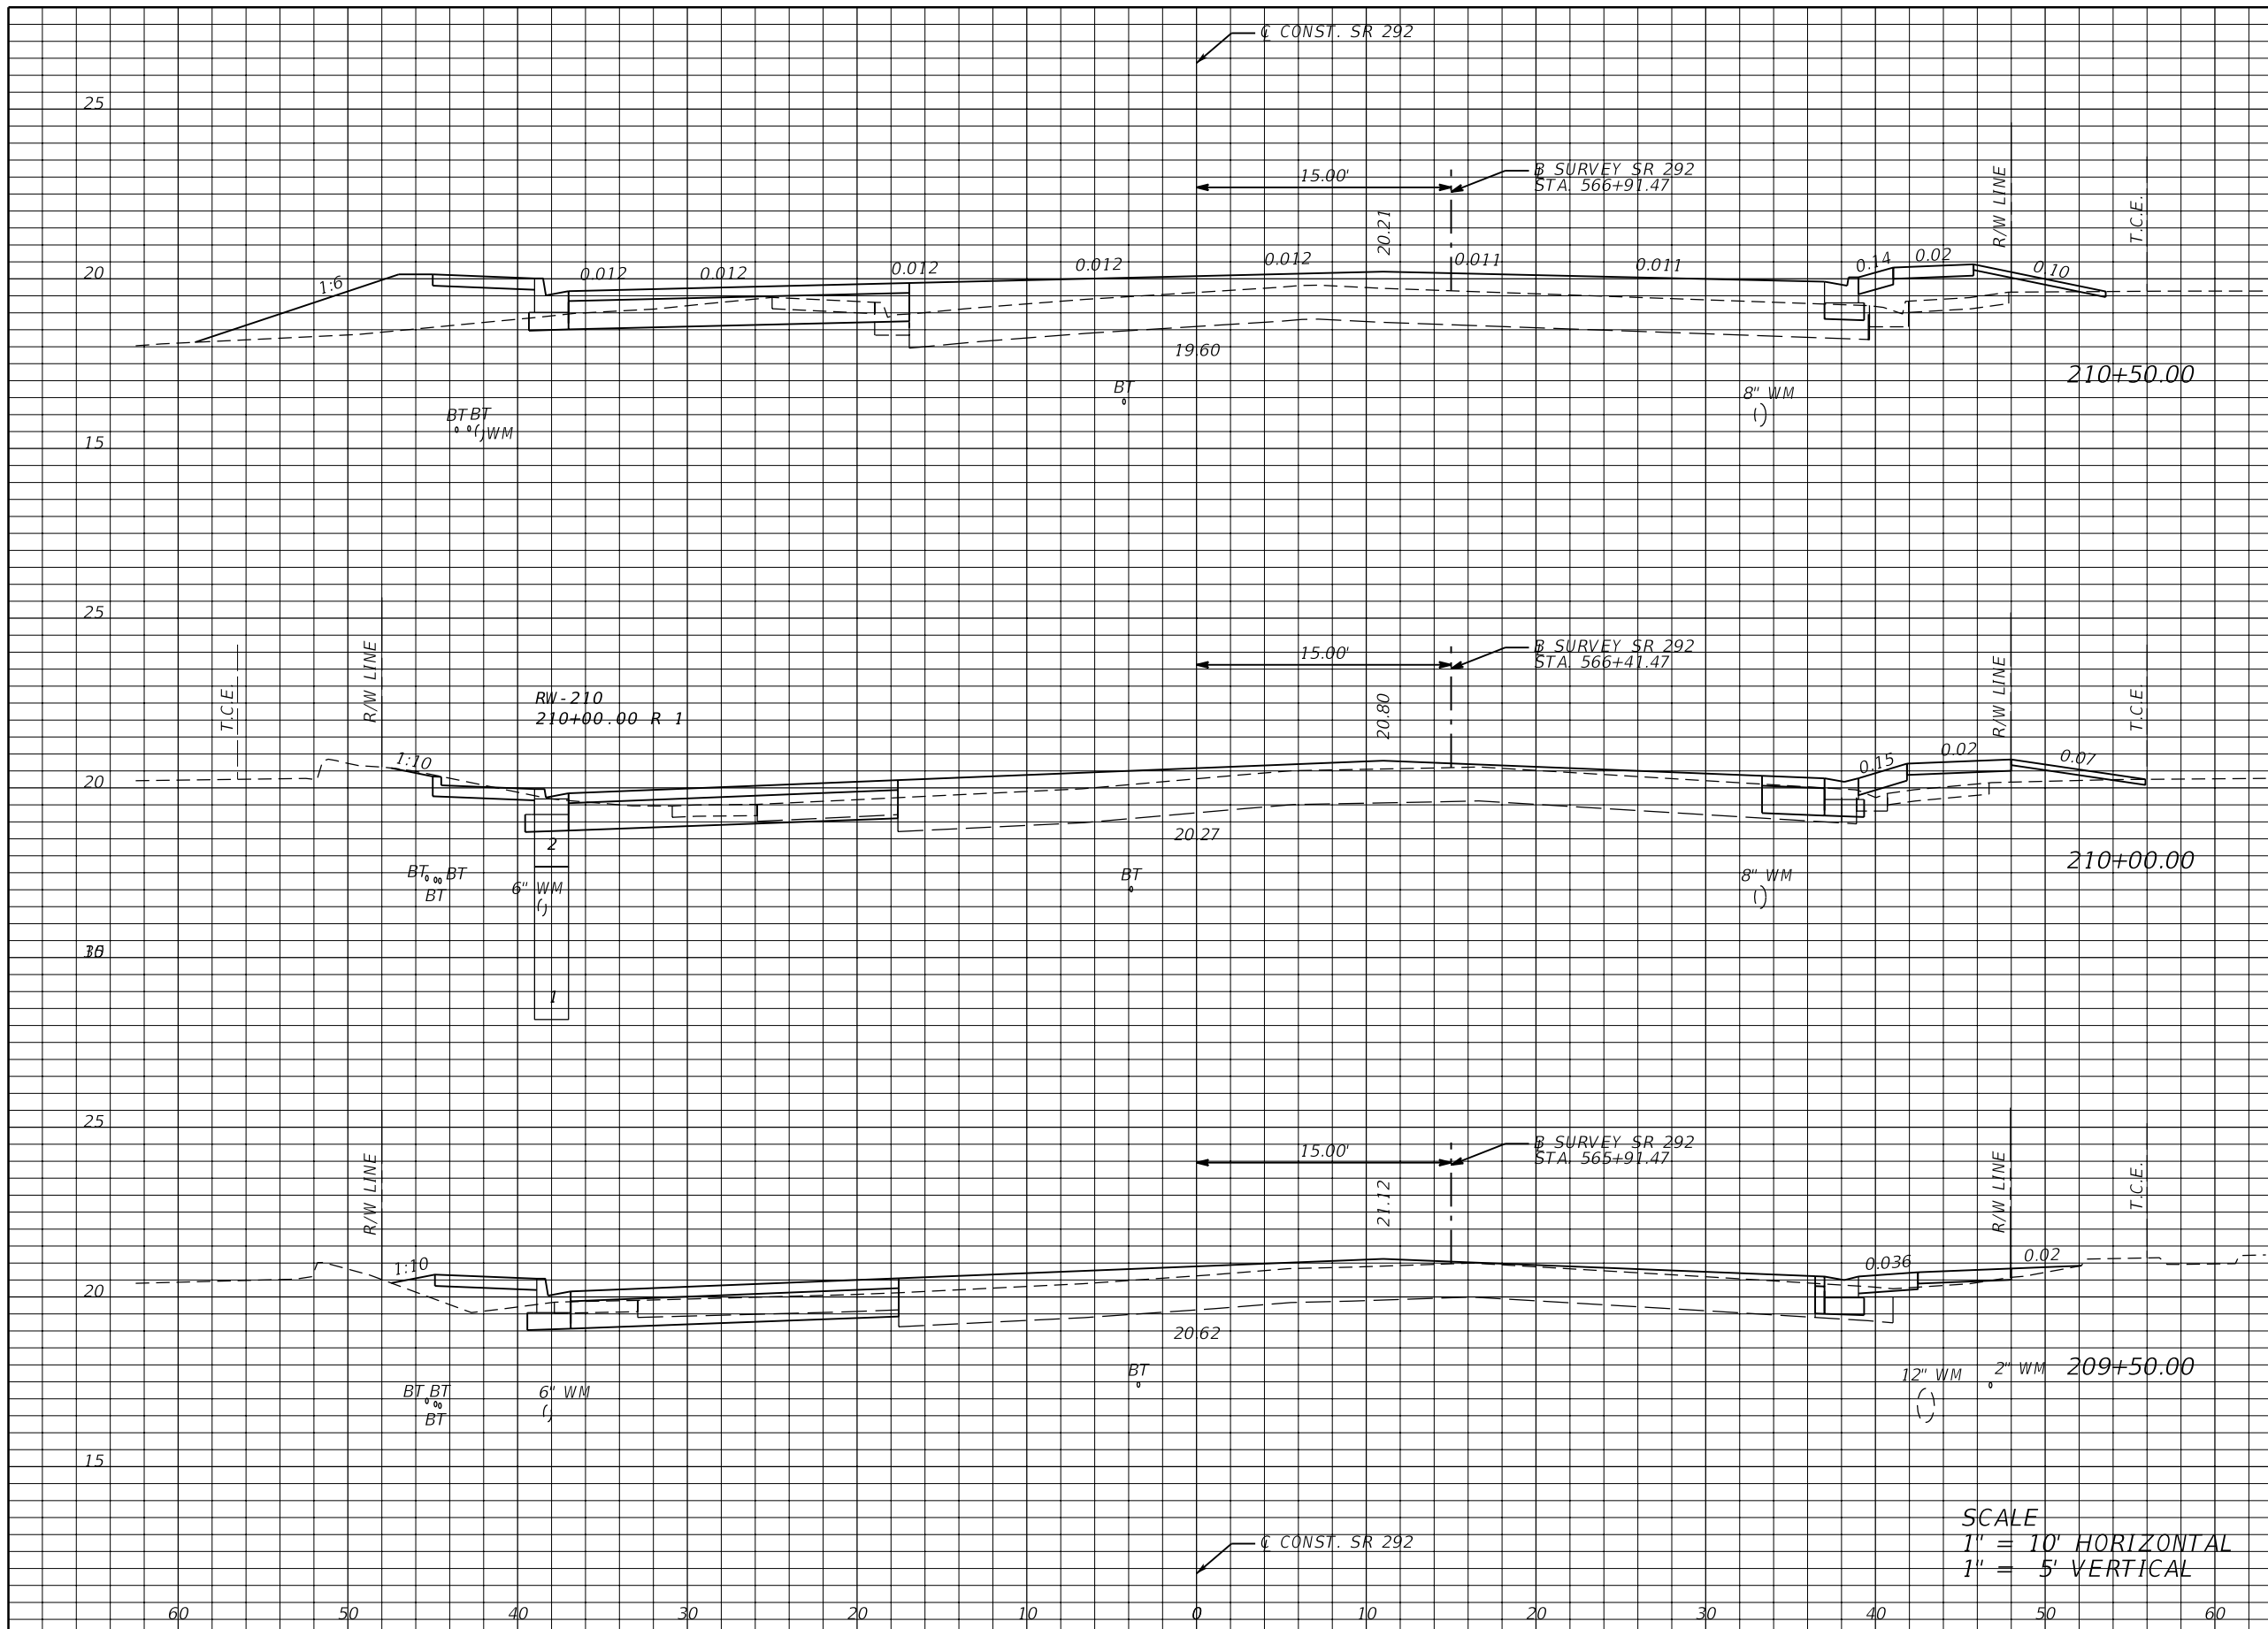 ℄ CONST. SR 292
25
15.00'
B SURVEY SR 292
STA. 566+91.47
R/W LINE
T.C.E.
20.21
20
1:6
0.012
0.012
0.012
0.012
0.012
0.011
0.011
0.14
0.02
0.10
19.60
210+50.00
BT
8" WM
BT BT
WM
15
25
15.00'
B SURVEY SR 292
STA. 566+41.47
T.C.E.
R/W LINE
RW-210
210+00.00 R 1
20.80
R/W LINE
T.C.E.
20
1:10
0.15
0.02
0.07
20.27
210+00.00
2
BT
BT
BT
6" WM
BT
8" WM
1
25
15.00'
B SURVEY SR 292
STA. 565+91.47
R/W LINE
21.12
R/W LINE
T.C.E.
20
1:10
0.036
0.02
20.62
209+50.00
BT
12" WM
2" WM
BT BT
BT
6" WM
15
SCALE
1" = 10' HORIZONTAL
1" = 5' VERTICAL
℄ CONST. SR 292
60 50 40 30 20 10 0 10 20 30 40 50 60